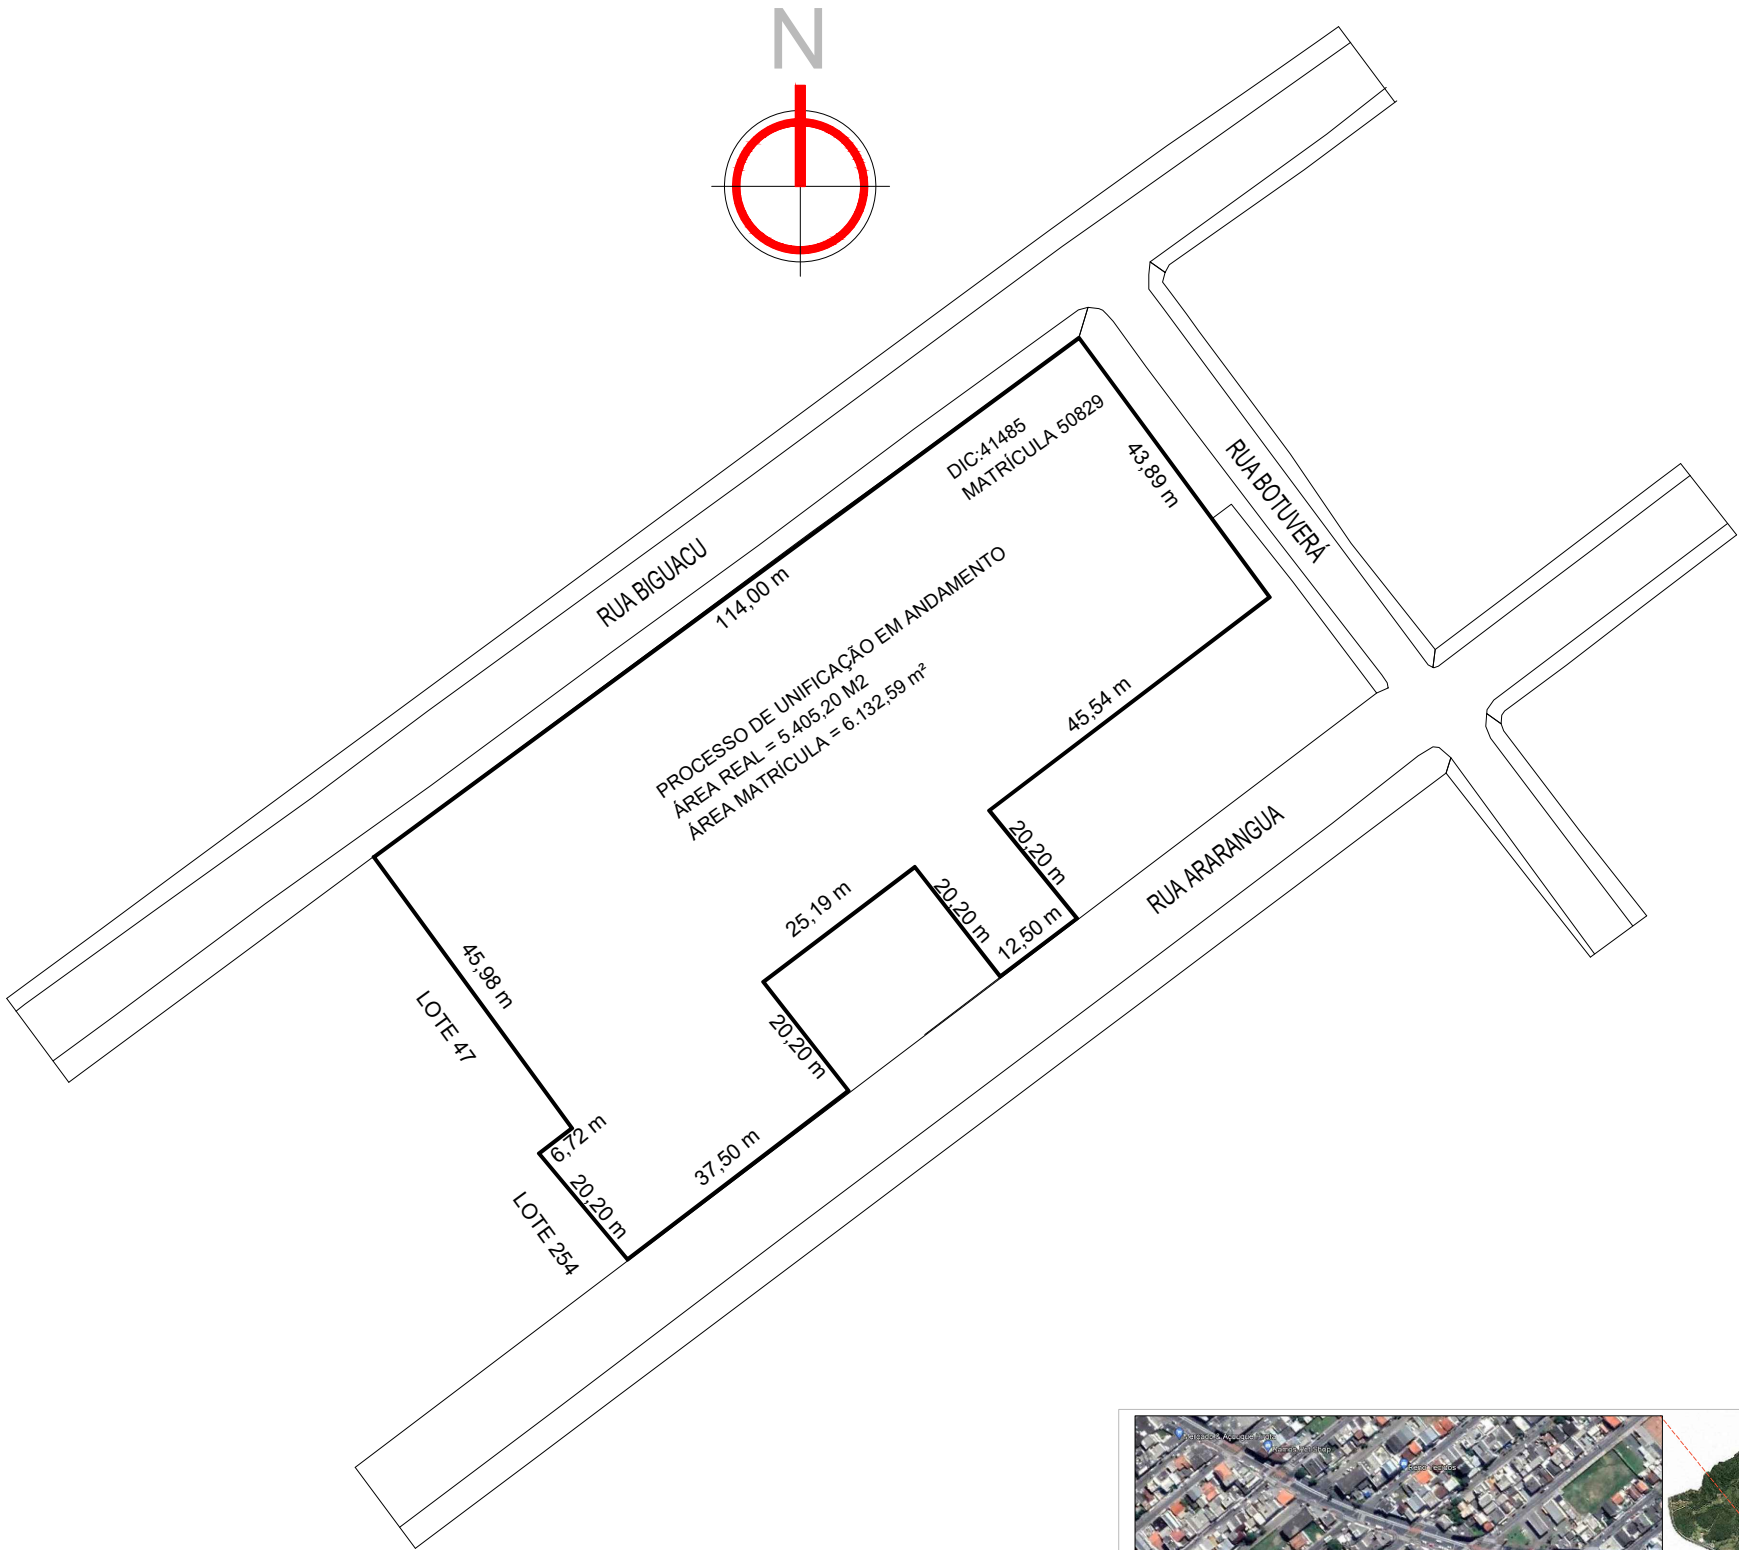 N
DIC:41485
MATRÍCULA 50829
43,89 m
RUA BOTUVERÁ
RUA BIGUACU
114,00 m
PROCESSO DE UNIFICAÇÃO EM ANDAMENTO
ÁREA REAL = 5.405,20 M2
ÁREA MATRÍCULA = 6.132,59 m²
45,54 m
20,20 m
RUA ARARANGUA
25,19 m
20,20 m
12,50 m
45,98 m
LOTE 47
20,20 m
6,72 m
37,50 m
20,20 m
LOTE 254